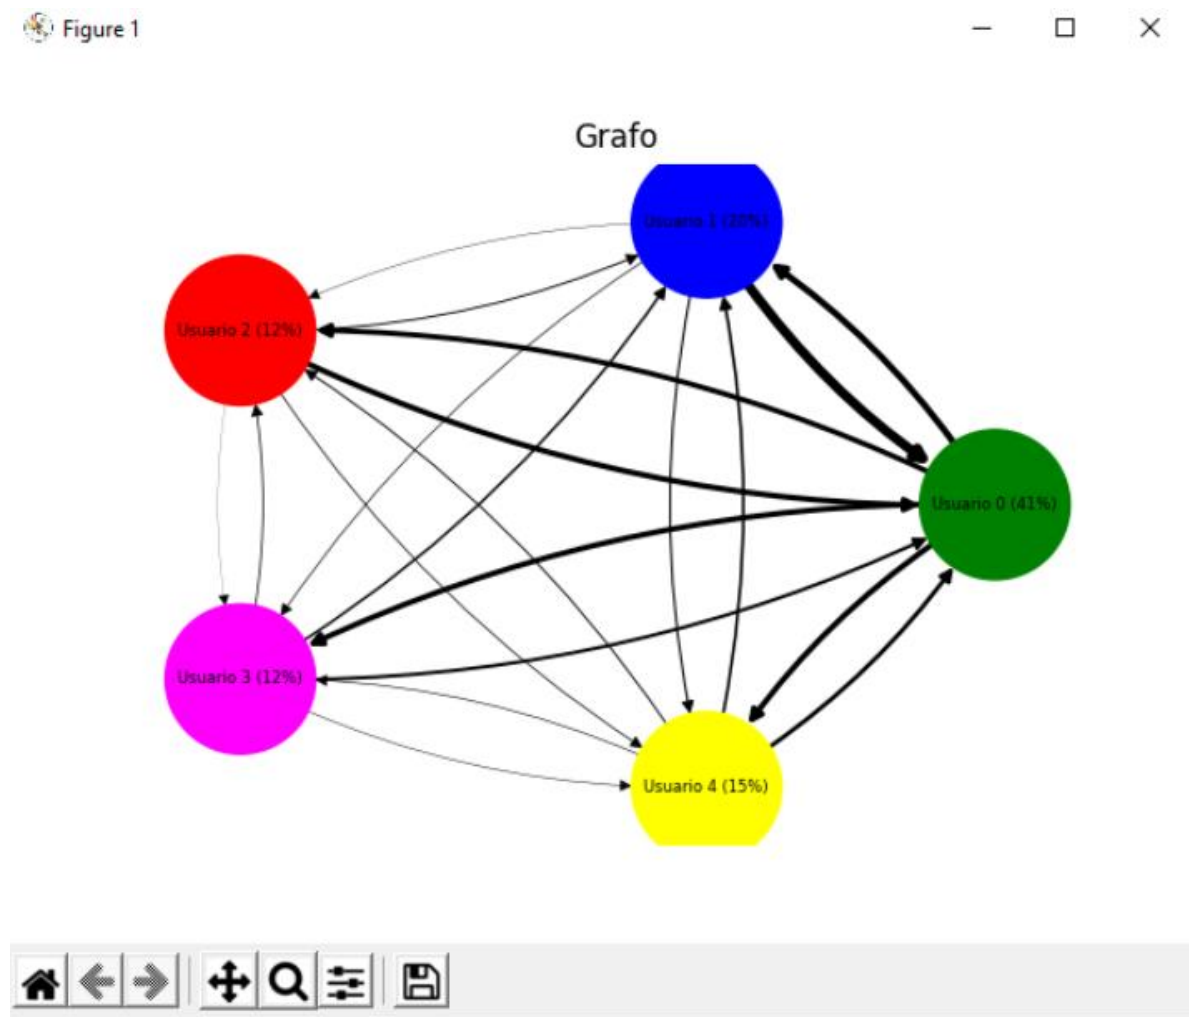 Figure 1
Grafo
Usuario 1 (20%)
Usuario 2 (12%)
Usuario 0 (41%)
Usuario 3 (12%)
Usuario 4 (15%)